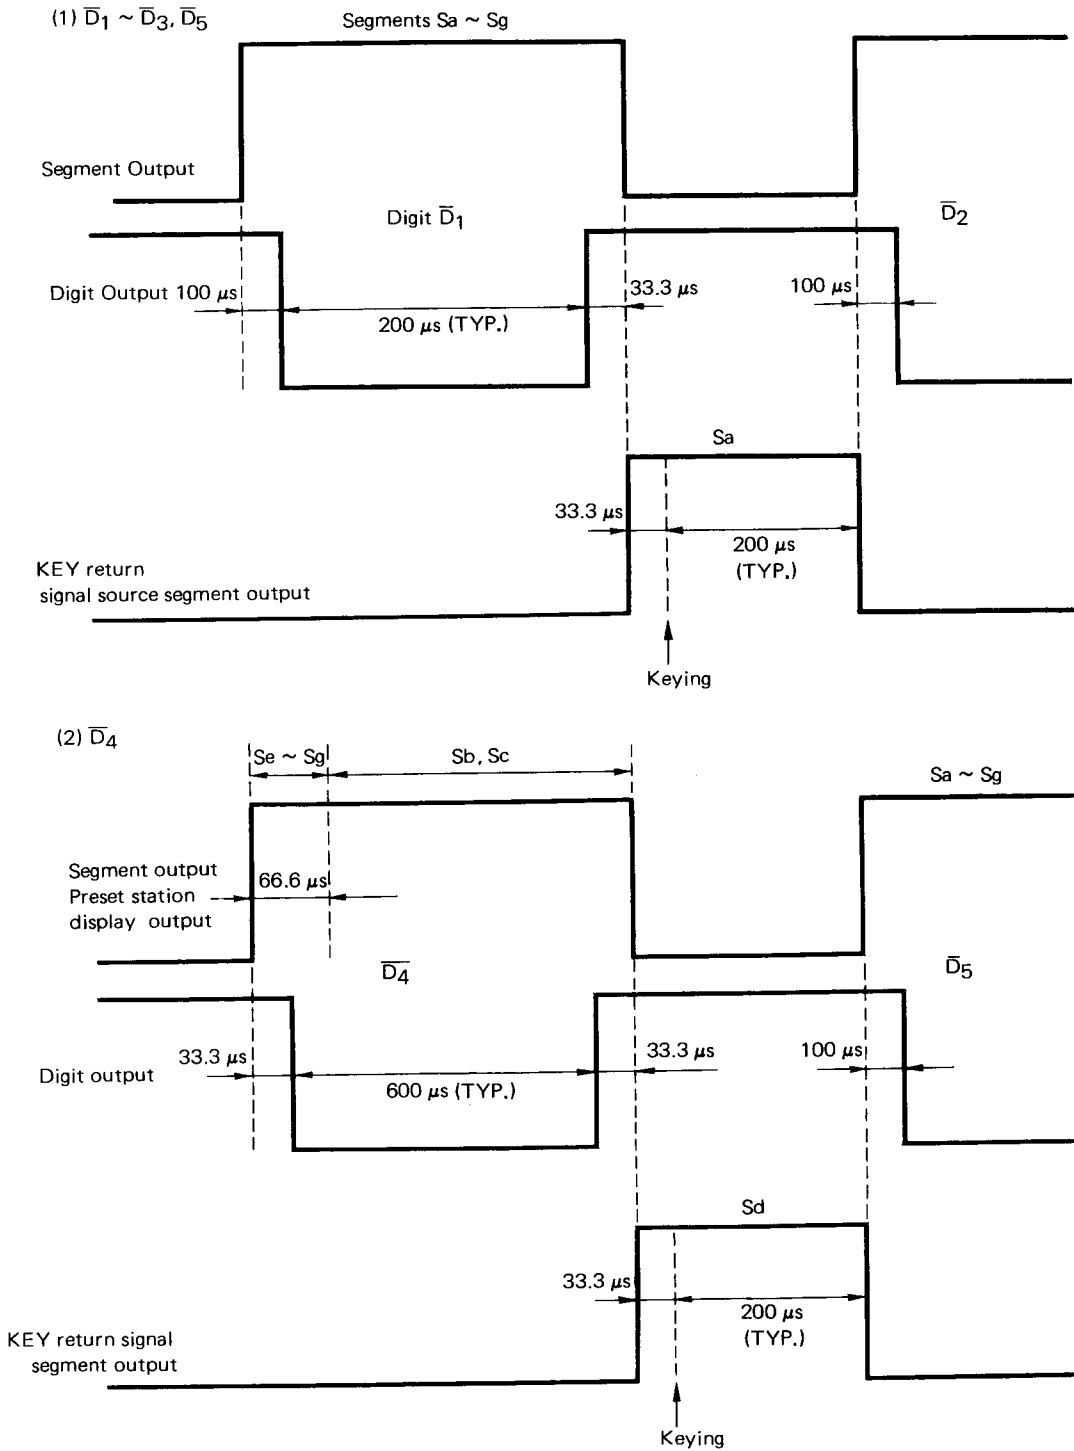 (1) D̅1 ~ D̅3, D̅5
Segments Sa ~ Sg
Segment Output
Digit D̅1
D̅2
Digit Output 100 μs
200 μs (TYP.)
33.3 μs
100 μs
Sa
33.3 μs
200 μs
(TYP.)
KEY return
signal source segment output
Keying
(2) D̅4
Se ~ Sg
Sb, Sc
Sa ~ Sg
Segment output
Preset station
display output
66.6 μs
D̅4
D̅5
33.3 μs
33.3 μs
100 μs
Digit output
600 μs (TYP.)
Sd
33.3 μs
200 μs
(TYP.)
KEY return signal
segment output
Keying